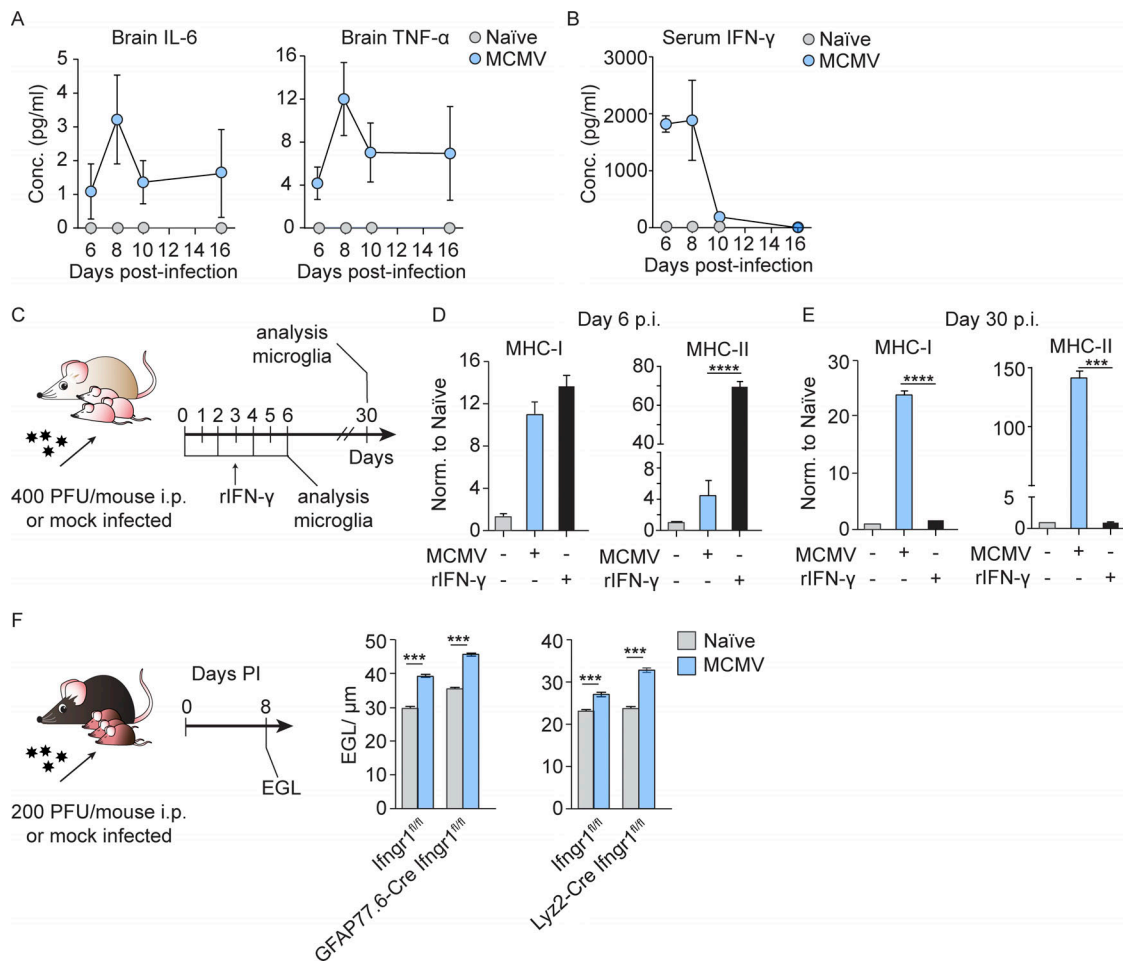 A
Brain IL-6
Conc. (pg/ml)
5
4
3
2
1
0
6 8 10 12 14 16
Days post-infection
Brain TNF-α
16
12
8
4
0
6 8 10 12 14 16
Days post-infection
Naïve
MCMV
B
Serum IFN-γ
Conc. (pg/ml)
3000
2000
1000
0
6 8 10 12 14 16
Days post-infection
Naïve
MCMV
C
400 PFU/mouse i.p.
or mock infected
analysis
microglia
0 1 2 3 4 5 6 30
Days
rIFN-γ
analysis
microglia
D
Day 6 p.i.
MHC-I
Norm. to Naïve
16
12
8
4
0
MHC-II
****
80
70
60
50
40
8
6
4
2
0
MCMV - + - - + -
rIFN-γ - - + - - +
E
Day 30 p.i.
MHC-I
Norm. to Naïve
****
30
20
10
0
MHC-II
***
150
100
5
0
MCMV - + - - + -
rIFN-γ - - + - - +
F
200 PFU/mouse i.p.
or mock infected
Days PI
0 8
EGL
EGL/ µm
50
40
30
20
10
0
*** ***
Ifngr1fl/fl
GFAP77.6-Cre Ifngr1fl/fl
50
40
30
20
10
0
*** ***
Ifngr1fl/fl
Lyz2-Cre Ifngr1fl/fl
Naïve
MCMV